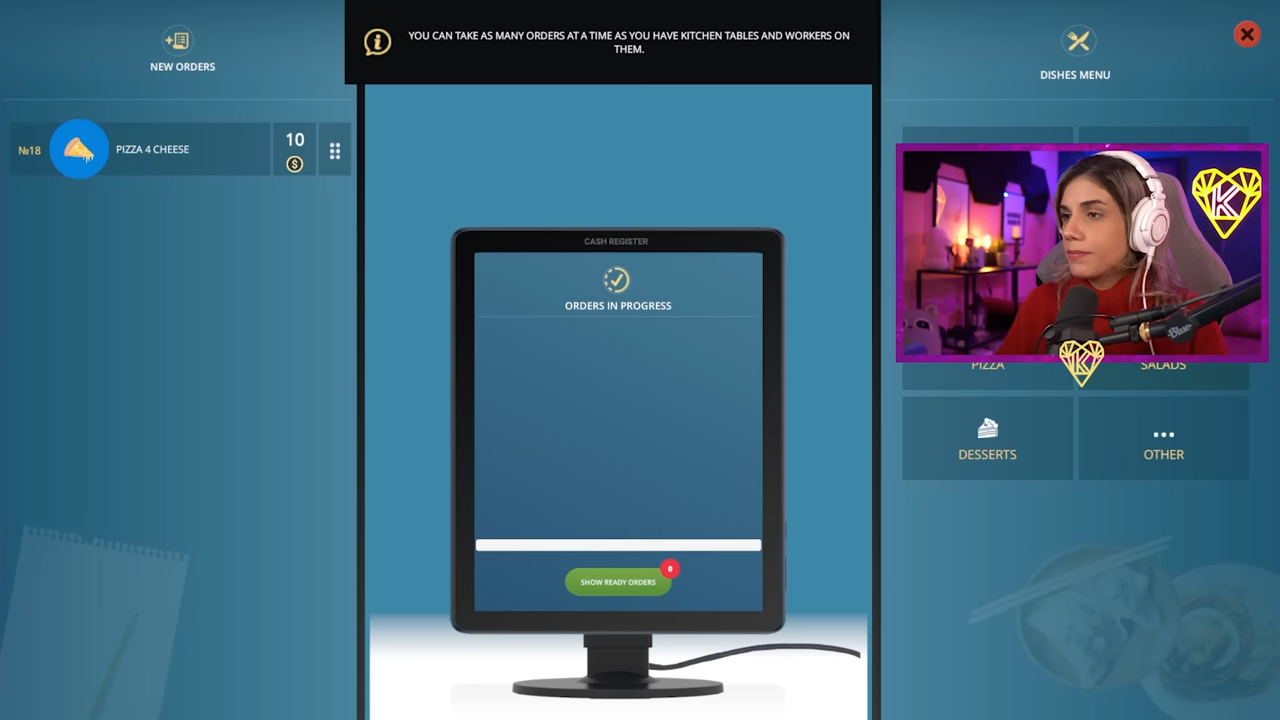 NEW ORDERS
№18
PIZZA 4 CHEESE
10
YOU CAN TAKE AS MANY ORDERS AT A TIME AS YOU HAVE KITCHEN TABLES AND WORKERS ON
THEM.
CASH REGISTER
ORDERS IN PROGRESS
SHOW READY ORDERS
0
DISHES MENU
K
Blue
K
PIZZA
SALADS
DESSERTS
OTHER